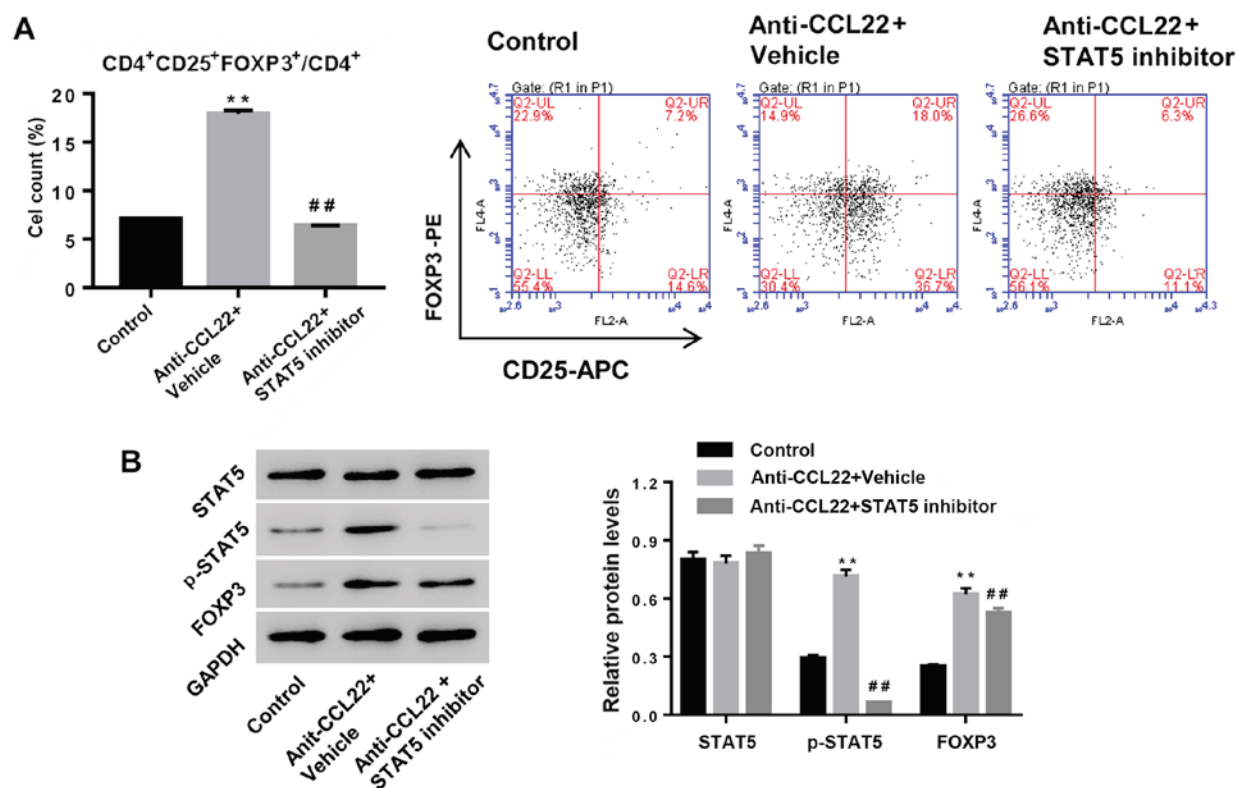 A
CD4+CD25+FOXP3+/CD4+
Cel count (%)
20
15
10
5
0
**
##
Control
Anti-CCL22+
Vehicle
Anti-CCL22+
STAT5 inhibitor
Control
Anti-CCL22+
Vehicle
Anti-CCL22+
STAT5 inhibitor
FOXP3-PE
CD25-APC
Gate: (R1 in P1)
Q2-UL
22.9%
Q2-UR
7.2%
Q2-LL
55.4%
Q2-LR
14.6%
FL4-A
FL2-A
Gate: (R1 in P1)
Q2-UL
14.9%
Q2-UR
18.0%
Q2-LL
30.4%
Q2-LR
36.7%
FL4-A
FL2-A
Gate: (R1 in P1)
Q2-UL
26.6%
Q2-UR
6.3%
Q2-LL
56.1%
Q2-LR
11.1%
FL4-A
FL2-A
B
STAT5
p-STAT5
FOXP3
GAPDH
Control
Anit-CCL22+
Vehicle
Anti-CCL22 +
STAT5 inhibitor
Control
Anti-CCL22+Vehicle
Anti-CCL22+STAT5 inhibitor
Relative protein levels
1.2
0.9
0.6
0.3
0.0
**
##
**
##
STAT5
p-STAT5
FOXP3